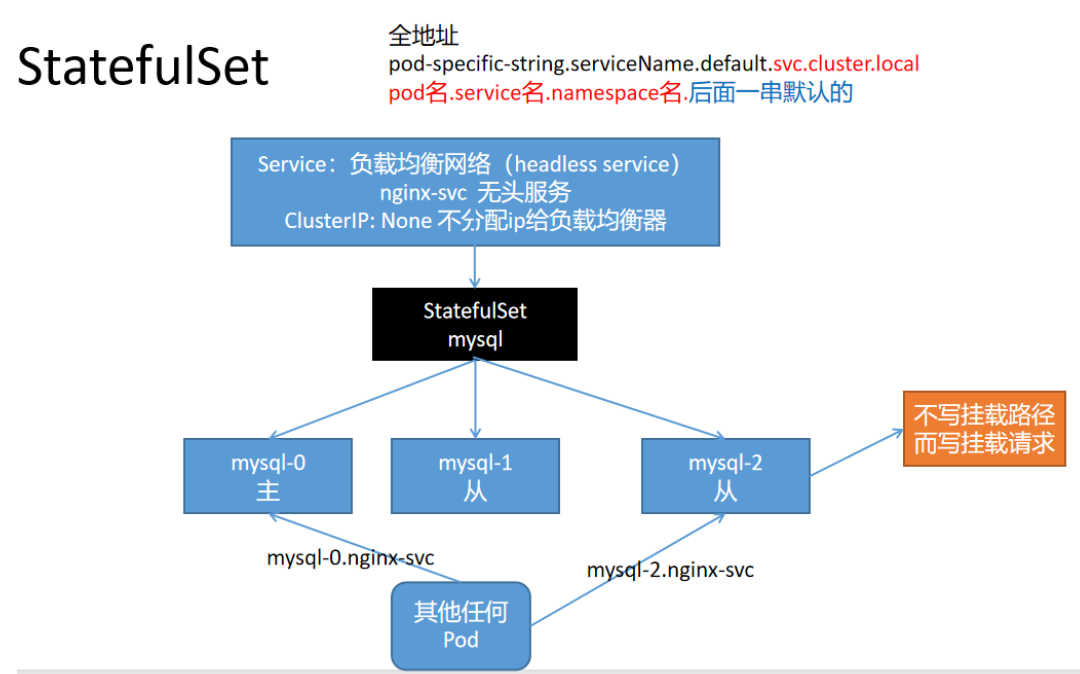 StatefulSet
全地址
pod-specific-string.serviceName.default.svc.cluster.local
pod名.service名.namespace名.后面一串默认的
Service：负载均衡网络（headless service）
nginx-svc 无头服务
ClusterIP: None 不分配ip给负载均衡器
StatefulSet
mysql
mysql-0
主
mysql-1
从
mysql-2
从
不写挂载路径
而写挂载请求
mysql-0.nginx-svc
mysql-2.nginx-svc
其他任何
Pod